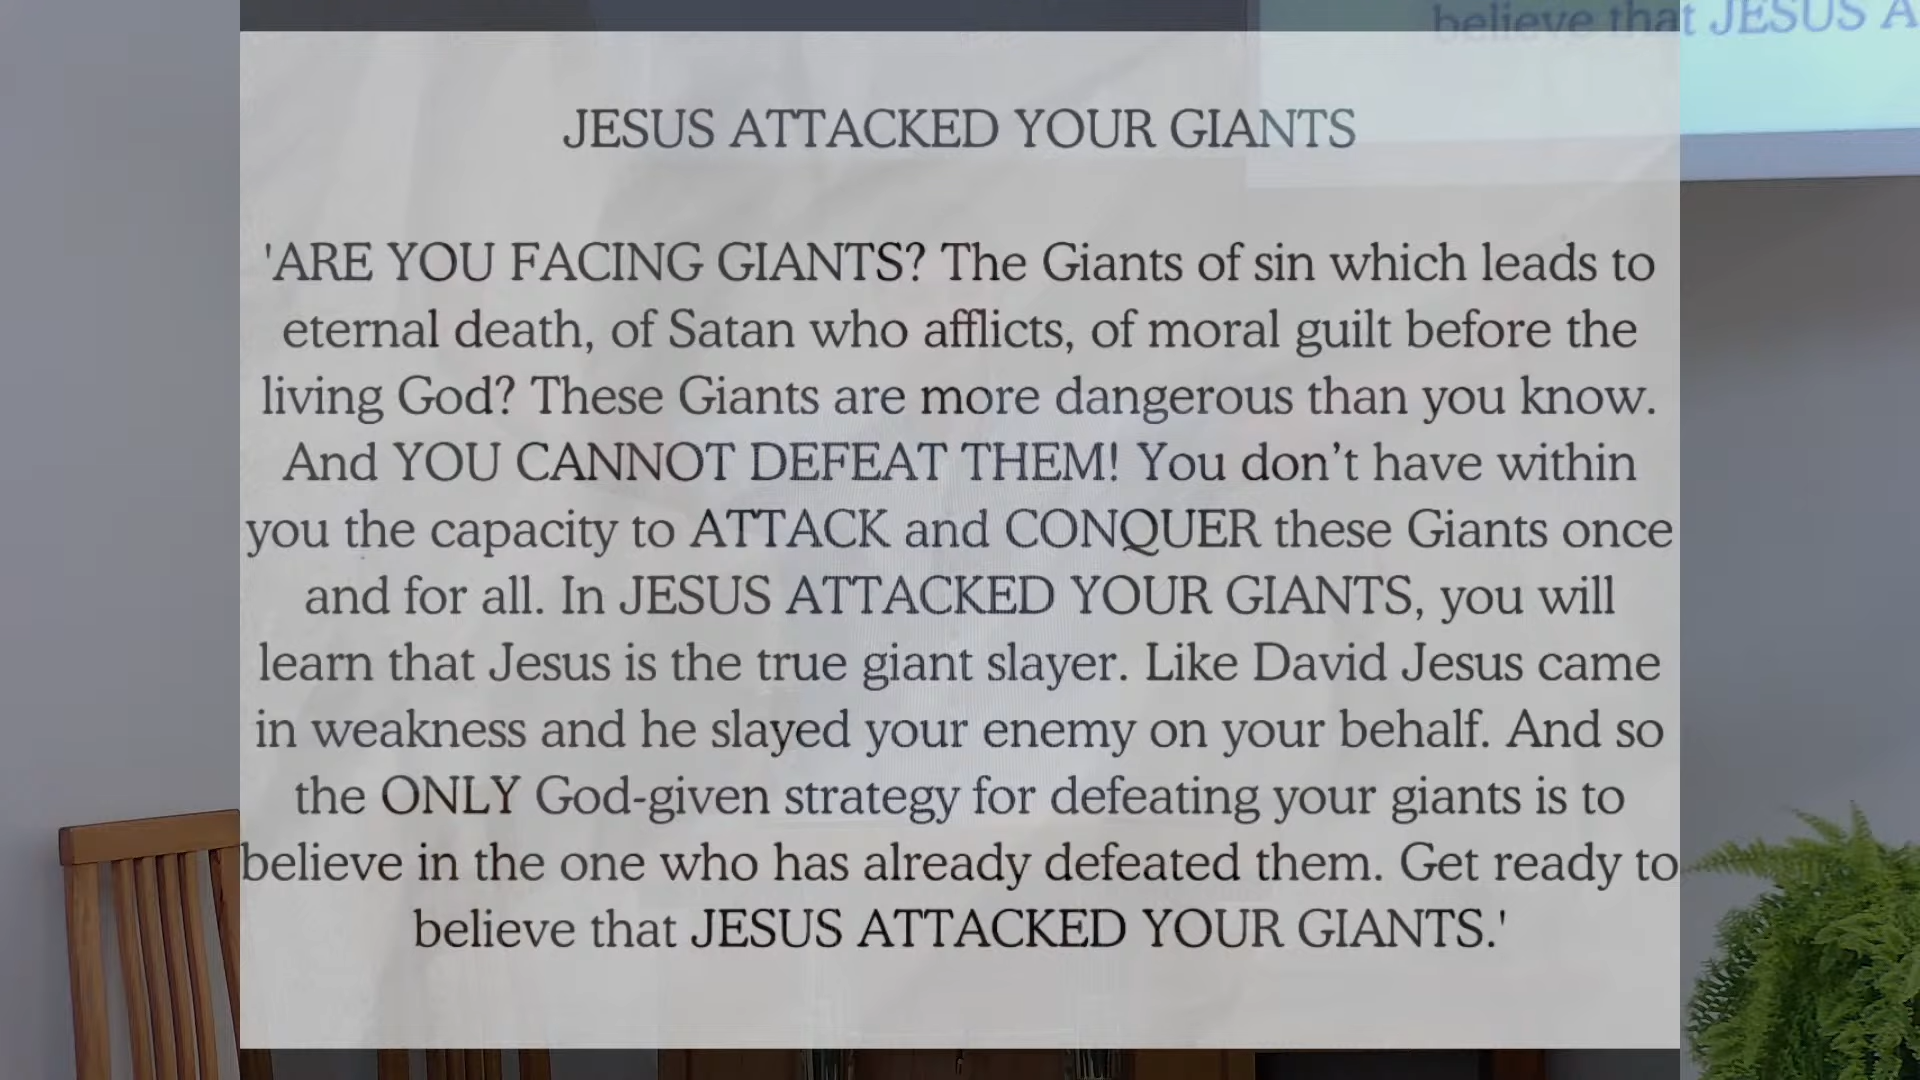 believe that JESUS A
JESUS ATTACKED YOUR GIANTS
'ARE YOU FACING GIANTS? The Giants of sin which leads to
eternal death, of Satan who afflicts, of moral guilt before the
living God? These Giants are more dangerous than you know.
And YOU CANNOT DEFEAT THEM! You don’t have within
you the capacity to ATTACK and CONQUER these Giants once
and for all. In JESUS ATTACKED YOUR GIANTS, you will
learn that Jesus is the true giant slayer. Like David Jesus came
in weakness and he slayed your enemy on your behalf. And so
the ONLY God-given strategy for defeating your giants is to
believe in the one who has already defeated them. Get ready to
believe that JESUS ATTACKED YOUR GIANTS.'